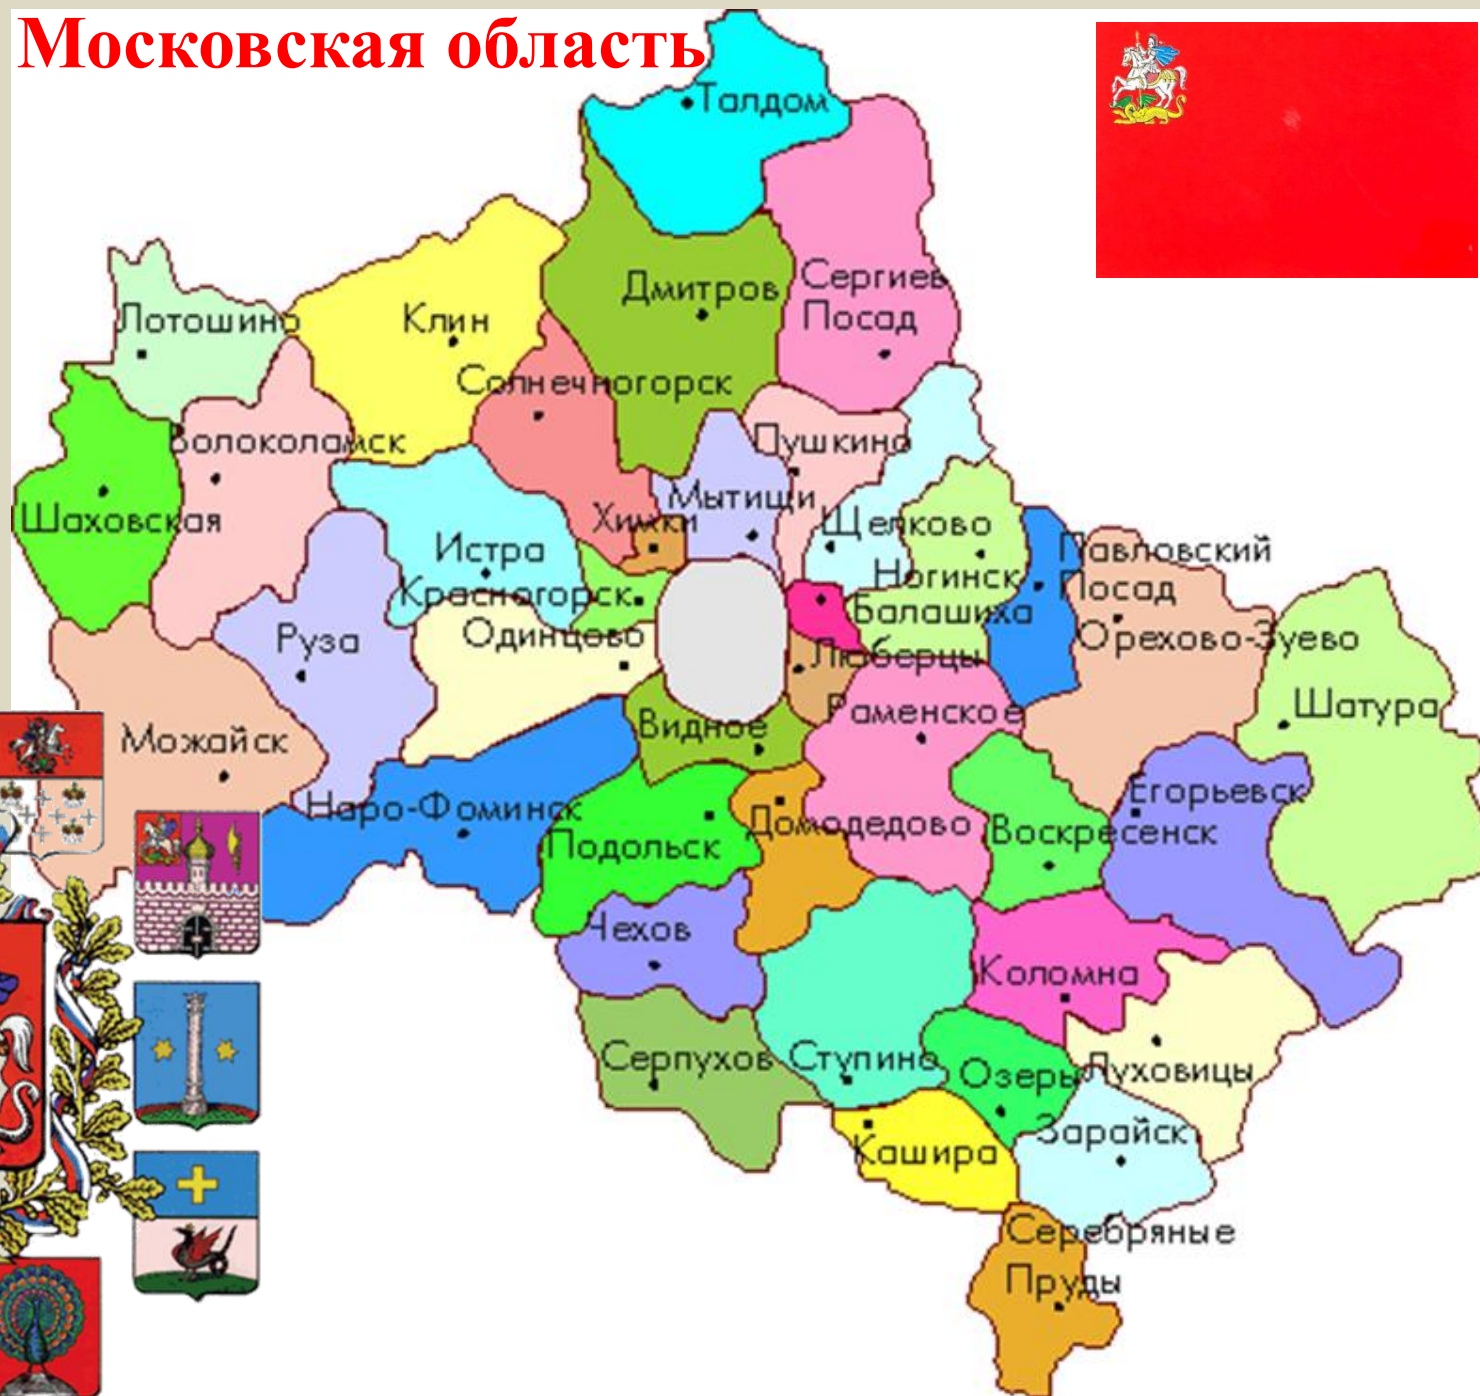 Московская область
Талдом
Дмитров
Сергиев
Посад
Лотошино
Клин
Солнечногорск
Волоколамск
Пушкино
Мытищи
Шаховская
Химки
Щелково
Истра
Павловский
Посад
Ногинск
Красногорск
Балашиха
Руза
Одинцово
Орехово-Зуево
Люберцы
Шатура
Раменское
Видное
Можайск
Егорьевск
Наро-Фоминск
Домодедово
Воскресенск
Подольск
Чехов
Коломна
Серпухов
Ступино
Озеры
Луховицы
Зарайск
Кашира
Серебряные
Пруды